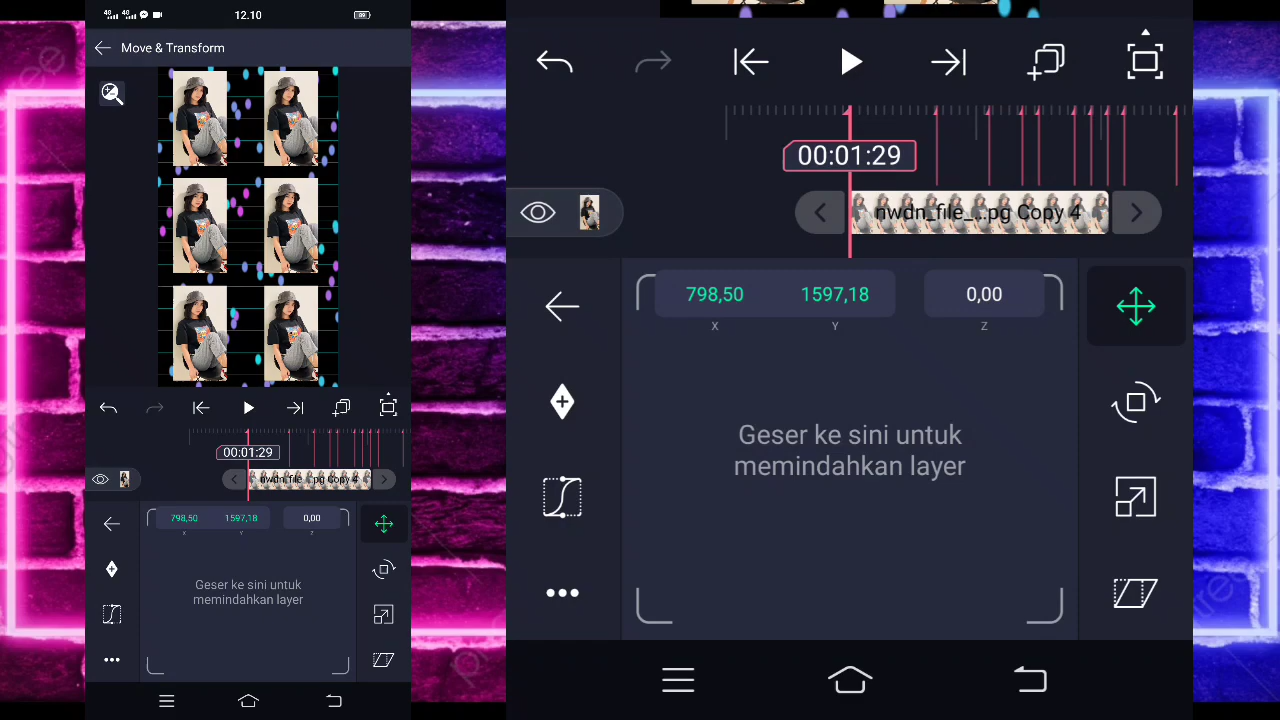 12.10
89
Move & Transform
00:01:29
nwdn_file_...pg Copy 4
798,50
1597,18
0,00
X
Y
Z
Geser ke sini untuk
memindahkan layer
00:01:29
nwdn_file_...pg Copy 4
798,50
1597,18
0,00
X
Y
Z
Geser ke sini untuk
memindahkan layer